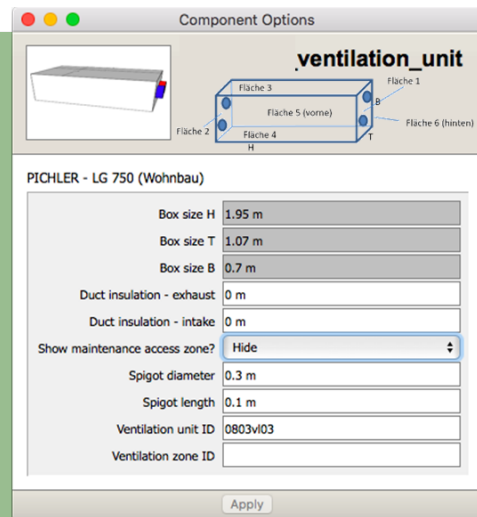 Component Options
.ventilation_unit
Fläche 1
Fläche 3
B
Fläche 5 (vorne)
Fläche 2
Fläche 6 (hinten)
Fläche 4
T
H
PICHLER - LG 750 (Wohnbau)
Box size H 1.95 m
Box size T 1.07 m
Box size B 0.7 m
Duct insulation - exhaust 0 m
Duct insulation - intake 0 m
Show maintenance access zone? Hide
Spigot diameter 0.3 m
Spigot length 0.1 m
Ventilation unit ID 0803vl03
Ventilation zone ID
Apply